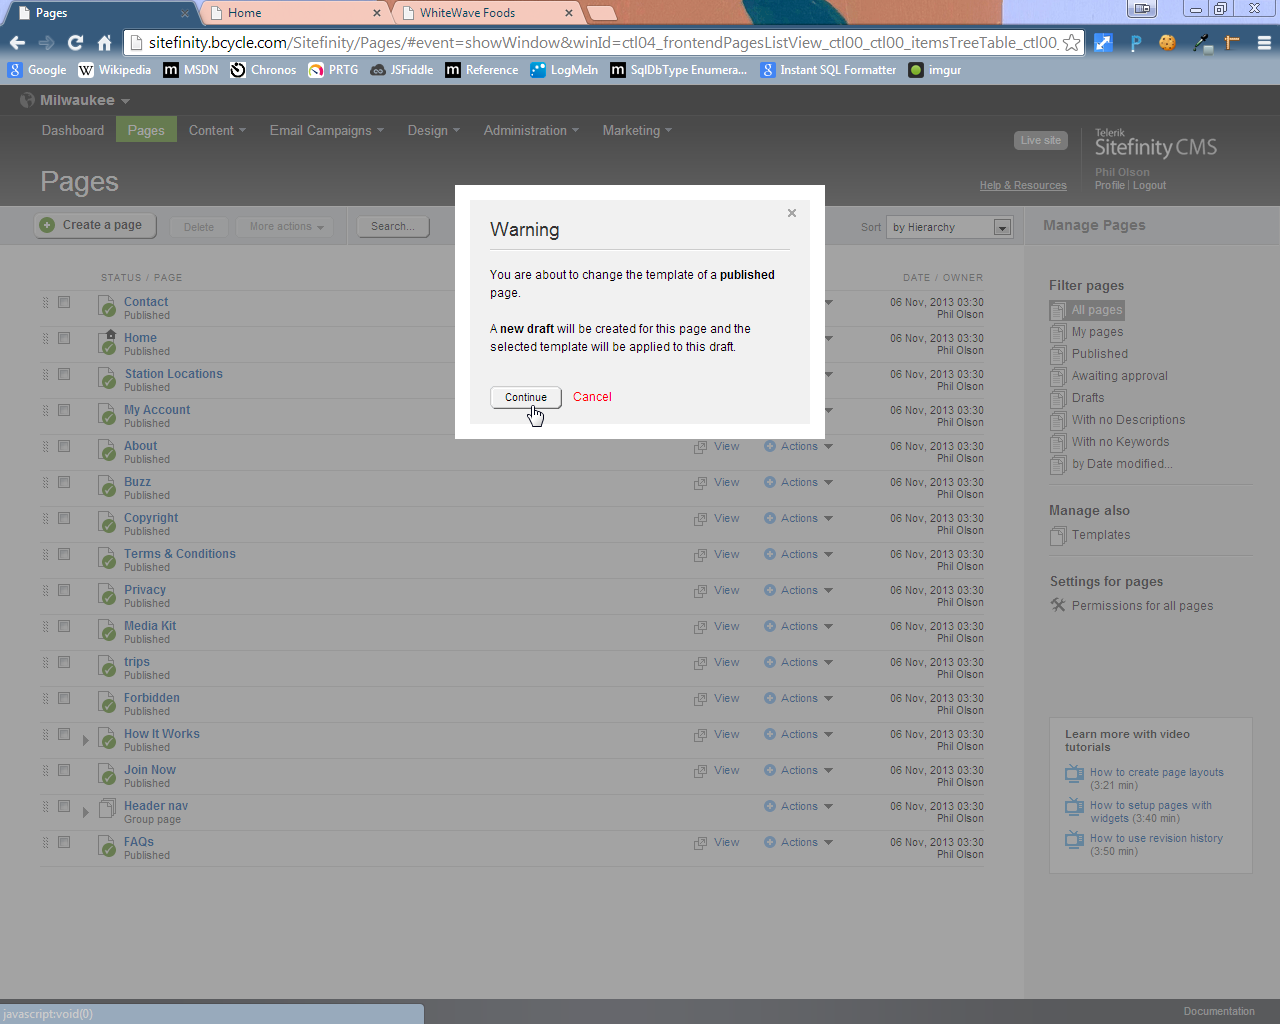 Pages
Home
WhiteWave Foods
sitefinity.bcycle.com/Sitefinity/Pages/#event=showWindow&winId=ctl04_frontendPagesListView_ctl00_ctl00_itemsTreeTable_ctl00_
Google
Wikipedia
MSDN
Chronos
PRTG
JSFiddle
Reference
LogMeIn
SqlDbType Enumera...
Instant SQL Formatter
imgur
Milwaukee
Dashboard
Pages
Content
Email Campaigns
Design
Administration
Marketing
Live site
Telerik
Sitefinity CMS
Phil Olson
Profile | Logout
Help & Resources
Pages
Create a page
Delete
More actions
Search...
Sort
by Hierarchy
Manage Pages
Warning
You are about to change the template of a published
page.
A new draft will be created for this page and the
selected template will be applied to this draft.
Continue
Cancel
STATUS / PAGE
DATE / OWNER
Contact
Published
06 Nov, 2013 03:30
Phil Olson
Home
Published
06 Nov, 2013 03:30
Phil Olson
Station Locations
Published
06 Nov, 2013 03:30
Phil Olson
My Account
Published
06 Nov, 2013 03:30
Phil Olson
About
Published
View
Actions
06 Nov, 2013 03:30
Phil Olson
Buzz
Published
View
Actions
06 Nov, 2013 03:30
Phil Olson
Copyright
Published
View
Actions
06 Nov, 2013 03:30
Phil Olson
Terms & Conditions
Published
View
Actions
06 Nov, 2013 03:30
Phil Olson
Privacy
Published
View
Actions
06 Nov, 2013 03:30
Phil Olson
Media Kit
Published
View
Actions
06 Nov, 2013 03:30
Phil Olson
trips
Published
View
Actions
06 Nov, 2013 03:30
Phil Olson
Forbidden
Published
View
Actions
06 Nov, 2013 03:30
Phil Olson
How It Works
Published
View
Actions
06 Nov, 2013 03:30
Phil Olson
Join Now
Published
View
Actions
06 Nov, 2013 03:30
Phil Olson
Header nav
Group page
Actions
06 Nov, 2013 03:30
Phil Olson
FAQs
Published
View
Actions
06 Nov, 2013 03:30
Phil Olson
Filter pages
All pages
My pages
Published
Awaiting approval
Drafts
With no Descriptions
With no Keywords
by Date modified...
Manage also
Templates
Settings for pages
Permissions for all pages
Learn more with video
tutorials
How to create page layouts
(3:21 min)
How to setup pages with
widgets (3:40 min)
How to use revision history
(3:50 min)
javascript:void(0)
Documentation